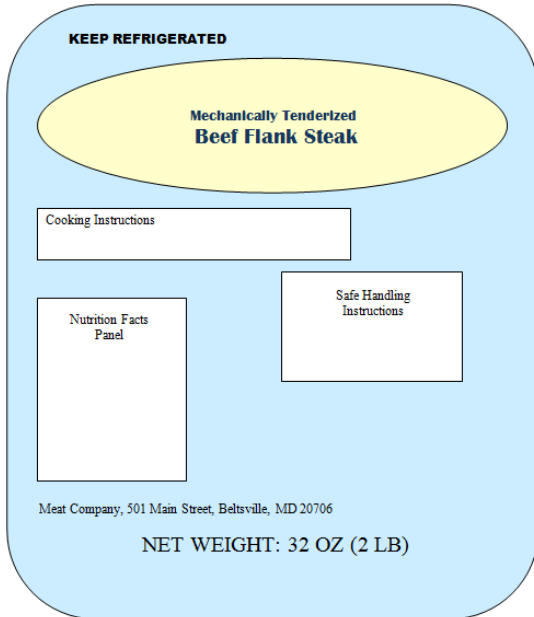 KEEP REFRIGERATED
Mechanically Tenderized
Beef Flank Steak
Cooking Instructions
Safe Handling
Instructions
Nutrition Facts
Panel
Meat Company, 501 Main Street, Beltsville, MD 20706
NET WEIGHT: 32 OZ (2 LB)